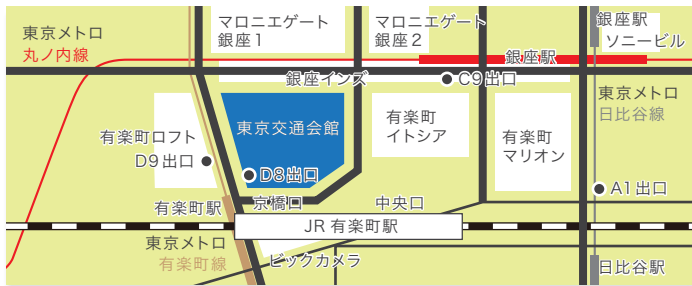 東京メトロ
丸ノ内線
マロニエゲート
銀座1
マロニエゲート
銀座2
銀座駅
ソニービル
銀座駅
銀座インズ
C9出口
東京メトロ
日比谷線
有楽町ロフト
D9出口
東京交通会館
D8出口
有楽町
イトシア
有楽町
マリオン
A1出口
有楽町駅
京橋口
中央口
JR有楽町駅
東京メトロ
有楽町線
ビックカメラ
日比谷駅